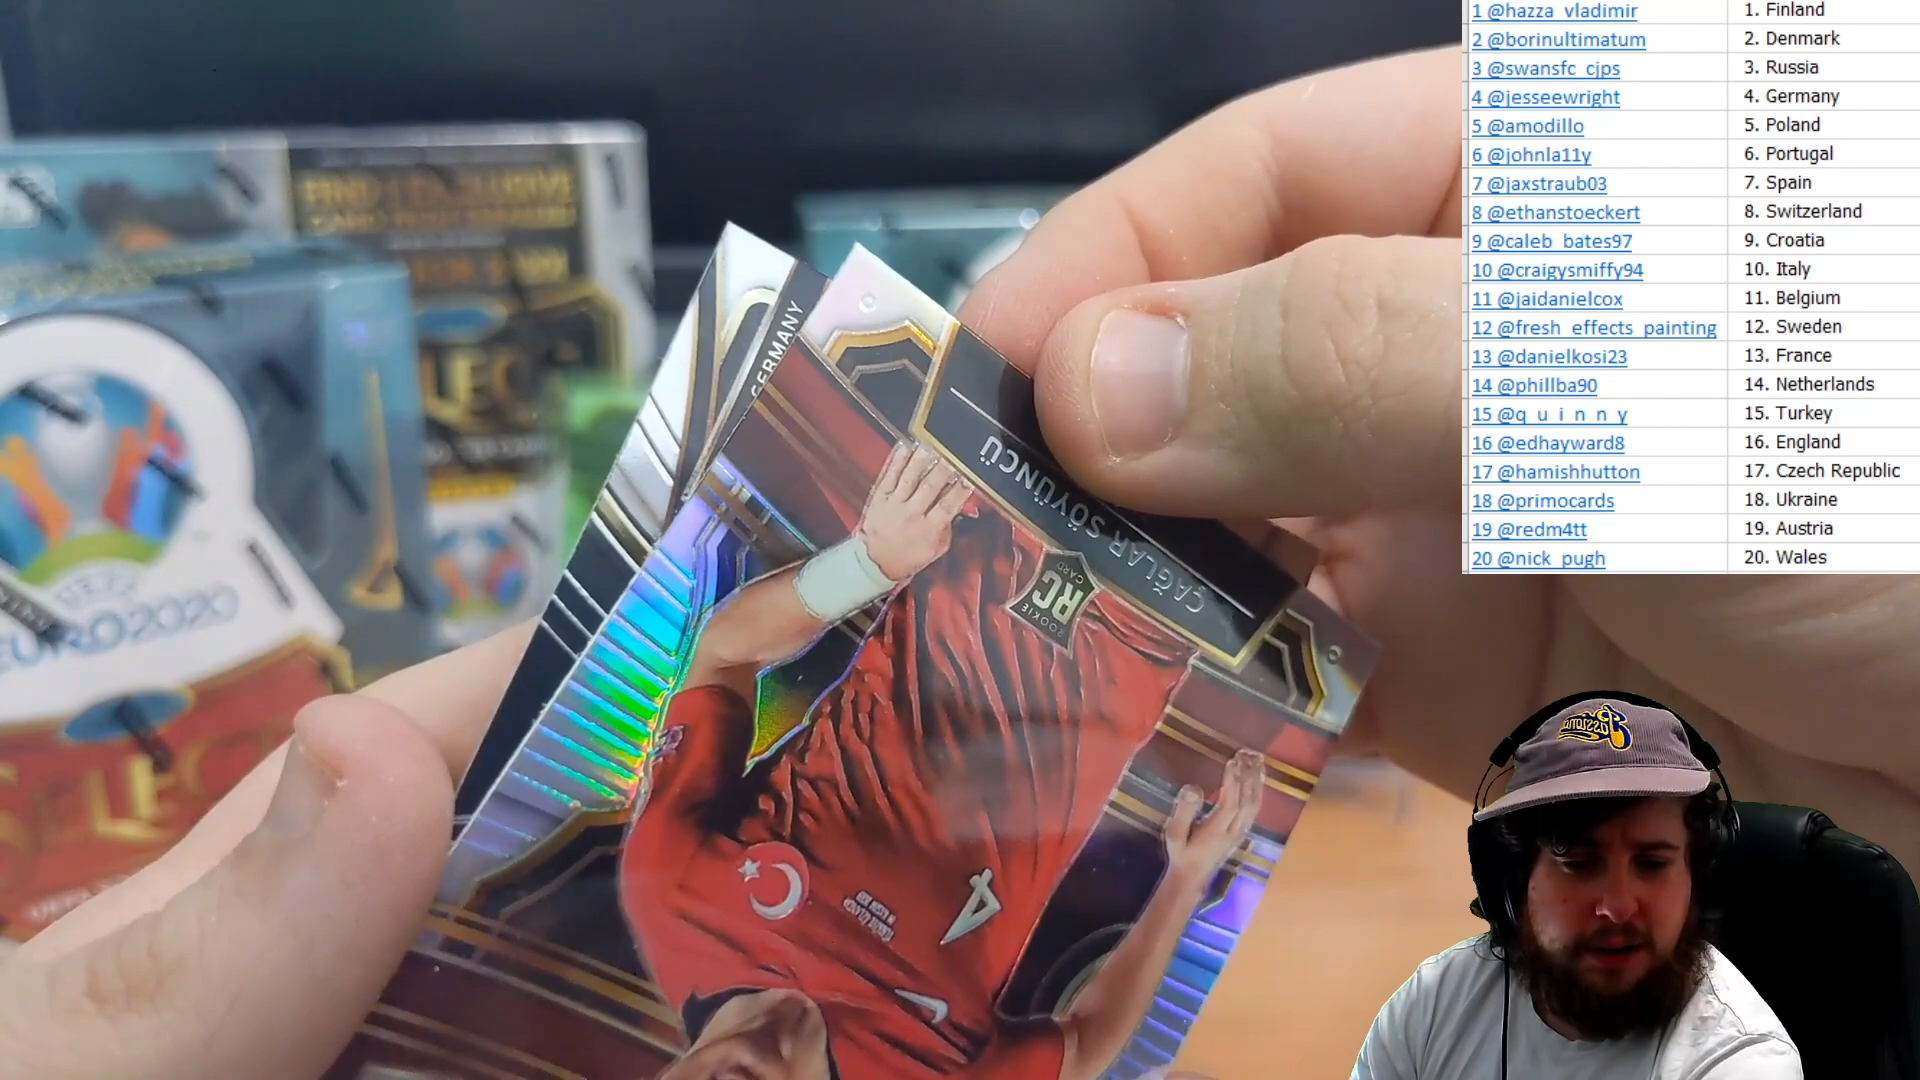 1 @hazza_vladimir 1. Finland
2 @borinultimatum 2. Denmark
3 @swansfc_cjps 3. Russia
4 @jesseewright 4. Germany
5 @amodillo 5. Poland
6 @johnla11y 6. Portugal
7 @jaxstraub03 7. Spain
8 @ethanstoeckert 8. Switzerland
9 @caleb_bates97 9. Croatia
10 @craigysmiffy94 10. Italy
11 @jaidanielcox 11. Belgium
12 @fresh_effects_painting 12. Sweden
13 @danielkosi23 13. France
14 @phillba90 14. Netherlands
15 @q_u_i_n_n_y 15. Turkey
16 @edhayward8 16. England
17 @hamishhutton 17. Czech Republic
18 @primocards 18. Ukraine
19 @redm4tt 19. Austria
20 @nick_pugh 20. Wales
FIND 1 EXCLUSIVE
GERMANY
ÇAĞLAR SÖYÜNCÜ
RC
ROOKIE
CARD
4
EURO2020
SELECT